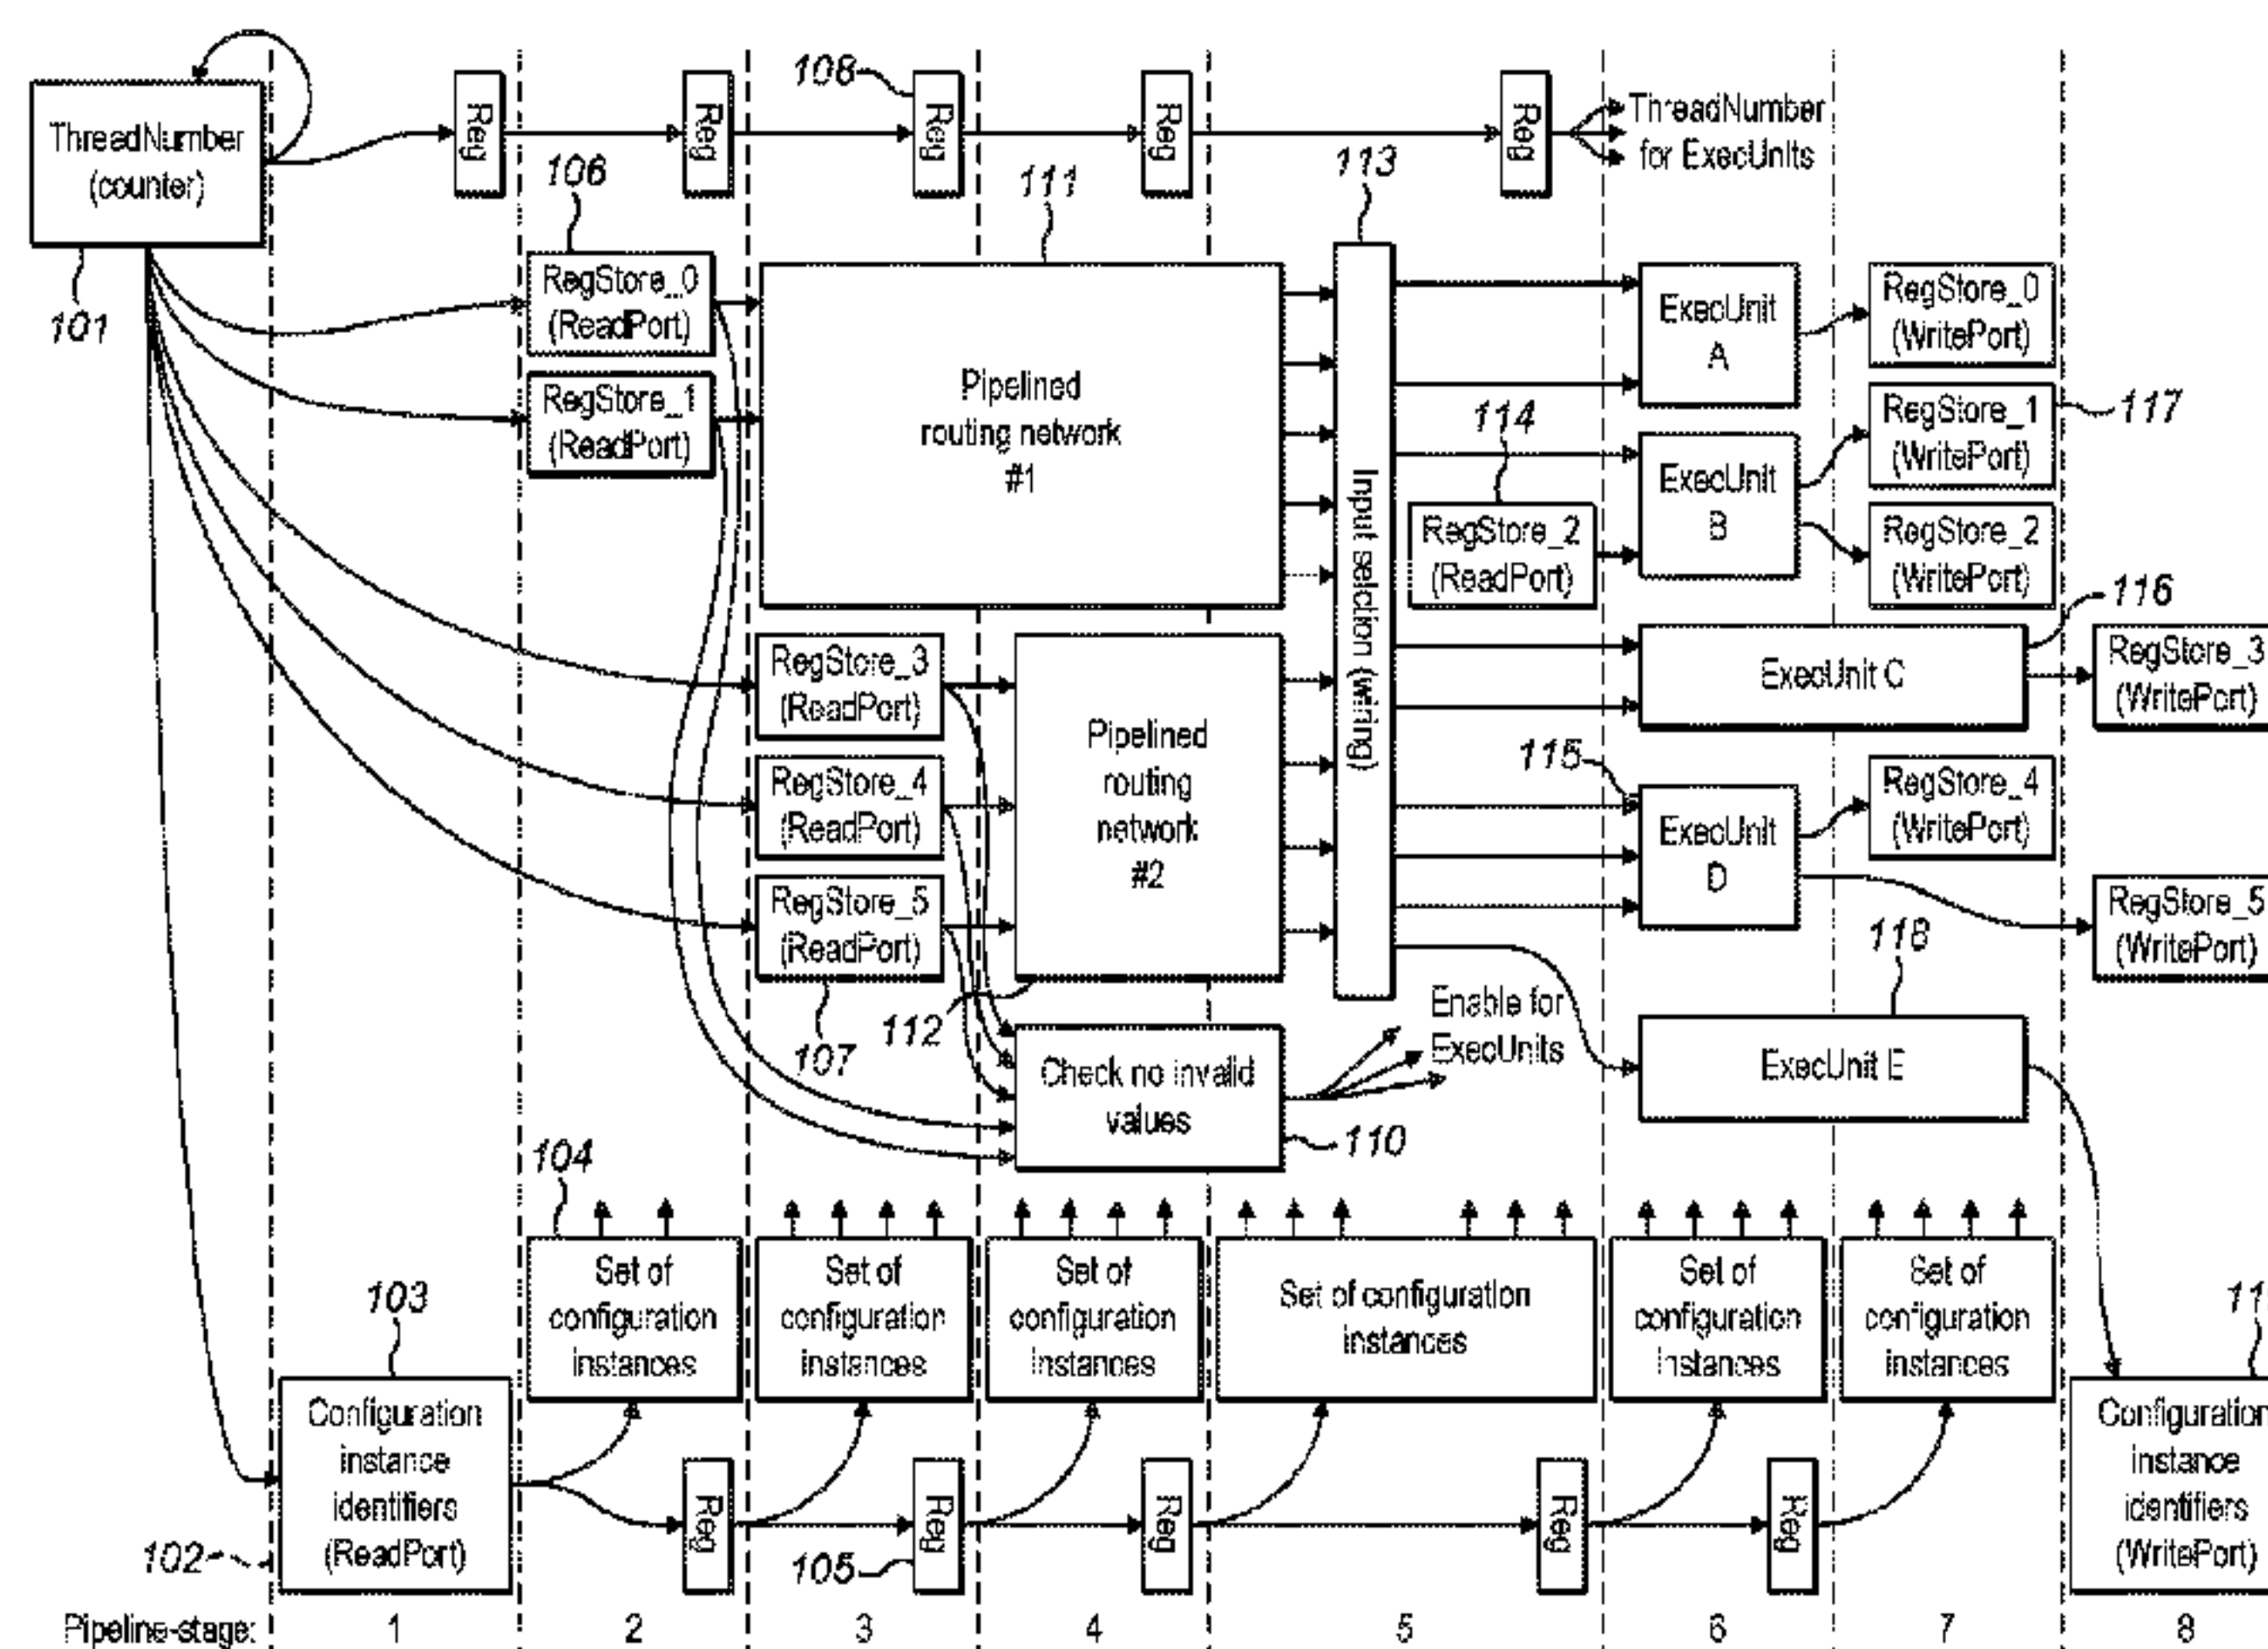 108
Reg
Reg
Reg
Reg
Reg
ThreadNumber
(counter)
ThreadNumber
for ExecUnits
101
106
111
113
RegStore_0
(ReadPort)
RegStore_1
(ReadPort)
Pipelined
routing network
#1
Input selction (wiring)
114
RegStore_2
(ReadPort)
ExecUnit
A
ExecUnit
B
RegStore_0
(WritePort)
RegStore_1
(WritePort)
117
RegStore_2
(WritePort)
116
ExecUnit C
RegStore_3
(WritePort)
RegStore_3
(ReadPort)
RegStore_4
(ReadPort)
RegStore_5
(ReadPort)
107
Pipelined
routing
network
#2
112
115
ExecUnit
D
RegStore_4
(WritePort)
RegStore_5
(WritePort)
118
Enable for
ExecUnits
ExecUnit E
Check no invalid
values
110
104
Set of
configuration
instances
Set of
configuration
instances
Set of
configuration
instances
Set of configuration
instances
Set of
configuration
instances
Set of
configuration
instances
103
Configuration
instance
identifiers
(ReadPort)
102
Reg
Reg
105
Reg
Reg
Reg
11
Configuration
instance
identifiers
(WritePort)
Pipeline-stage: 1 2 3 4 5 6 7 8